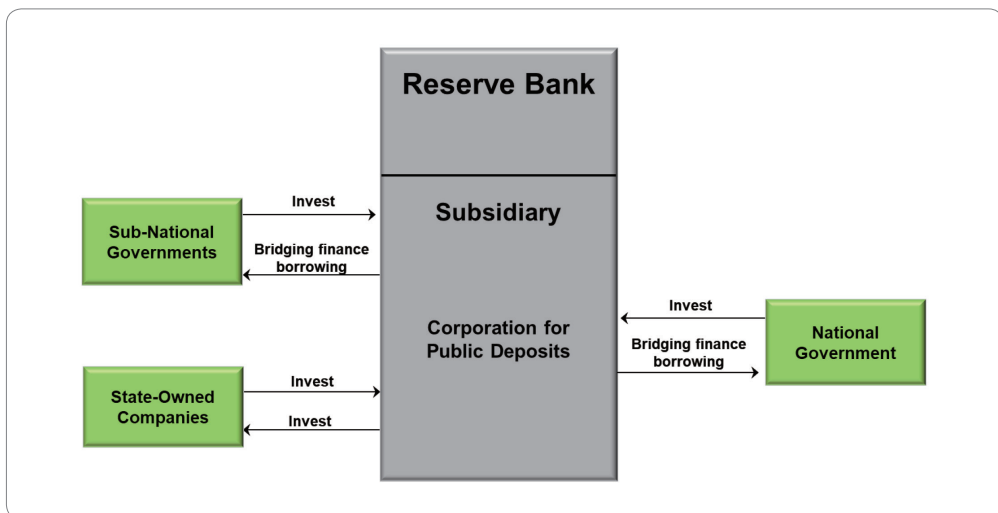 Reserve Bank
Subsidiary
Invest
Sub-National
Governments
Bridging finance
borrowing
Corporation for
Public Deposits
Invest
National
Government
Bridging finance
borrowing
State-Owned
Companies
Invest
Invest